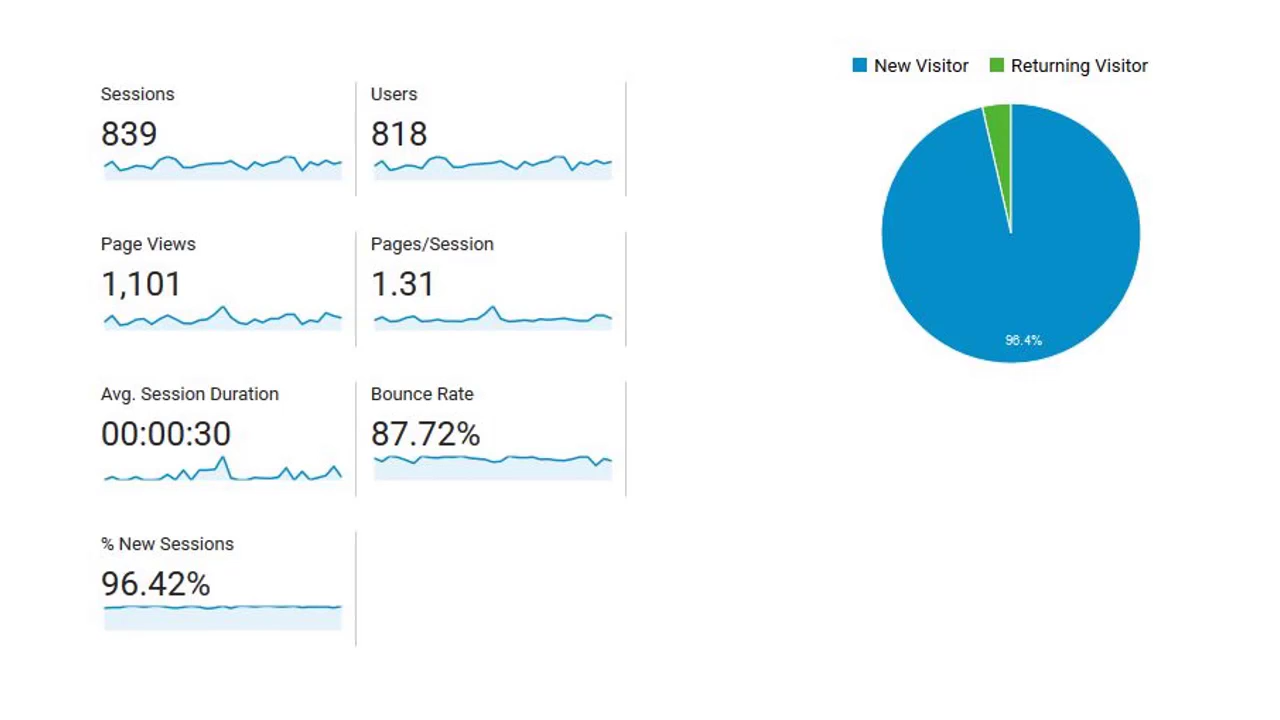 New Visitor Returning Visitor
Sessions
839
Users
818
Page Views
1,101
Pages/Session
1.31
Avg. Session Duration
00:00:30
Bounce Rate
87.72%
% New Sessions
96.42%
96.4%